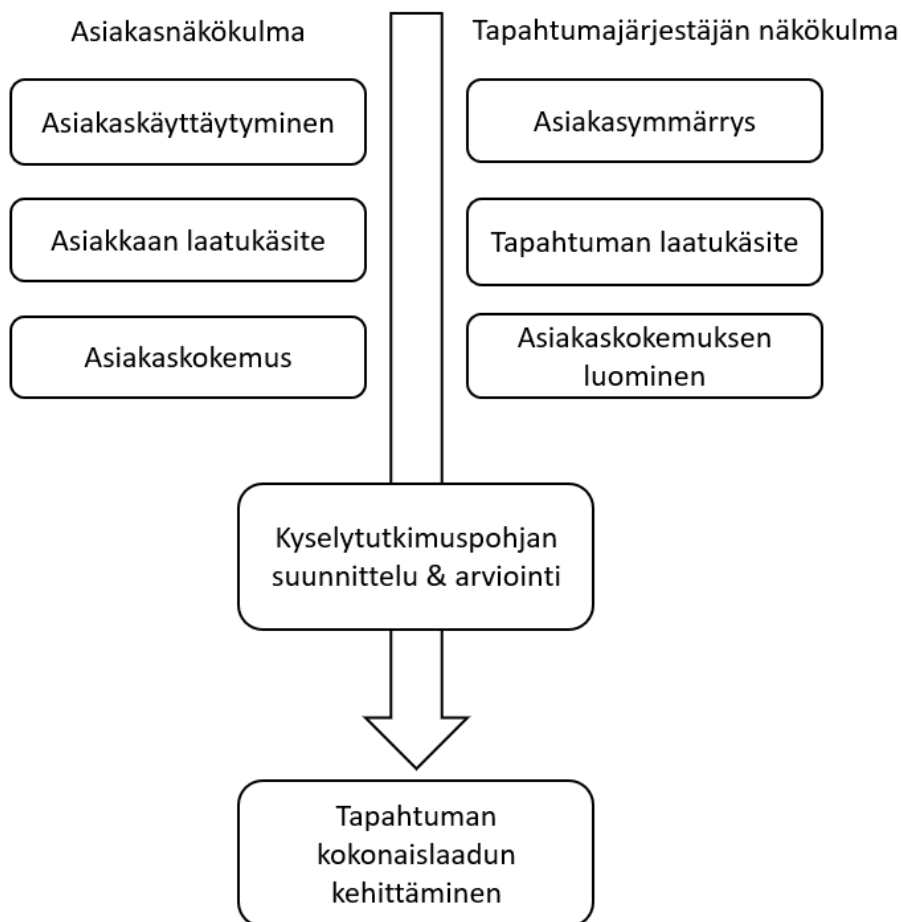 Asiakasnäkökulma
Tapahtumajärjestäjän näkökulma
Asiakaskäyttäytyminen
Asiakasymmärrys
Asiakkaan laatukäsite
Tapahtuman laatukäsite
Asiakaskokemus
Asiakaskokemuksen
luominen
Kyselytutkimuspohjan
suunnittelu & arviointi
Tapahtuman
kokonaislaadun
kehittäminen